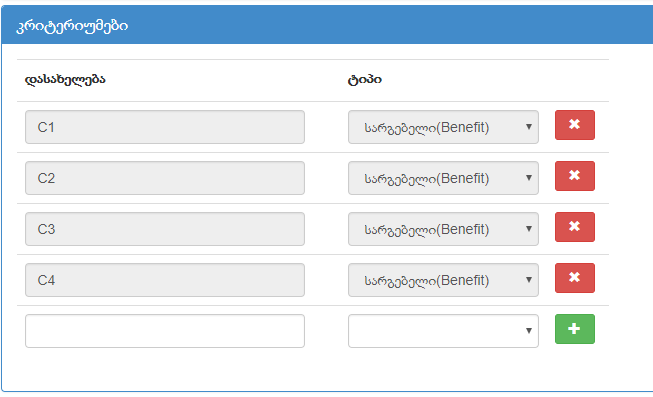 კრიტერიუმები
დასახელება ტიპი
C1 სარგებელი(Benefit)
C2 სარგებელი(Benefit)
C3 სარგებელი(Benefit)
C4 სარგებელი(Benefit)